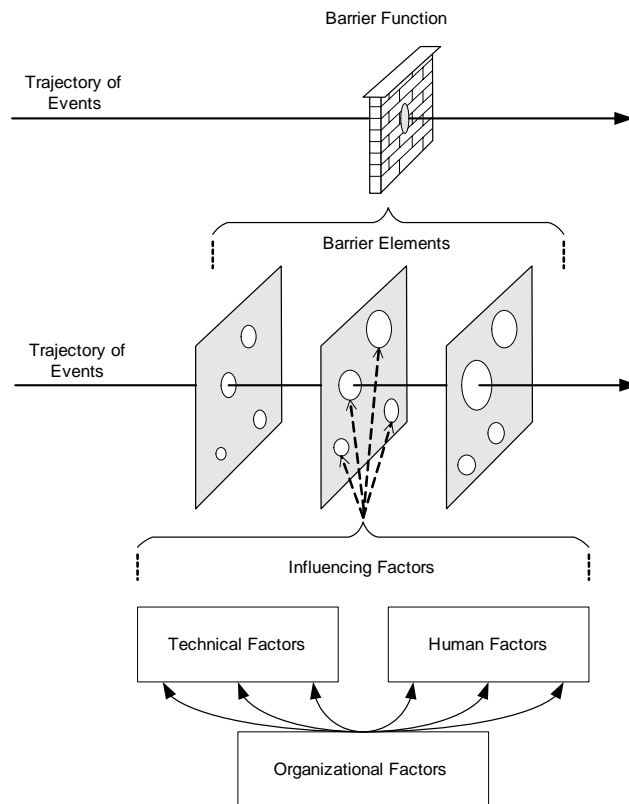 Barrier Function
Trajectory of
Events
Barrier Elements
Trajectory of
Events
Influencing Factors
Technical Factors
Human Factors
Organizational Factors